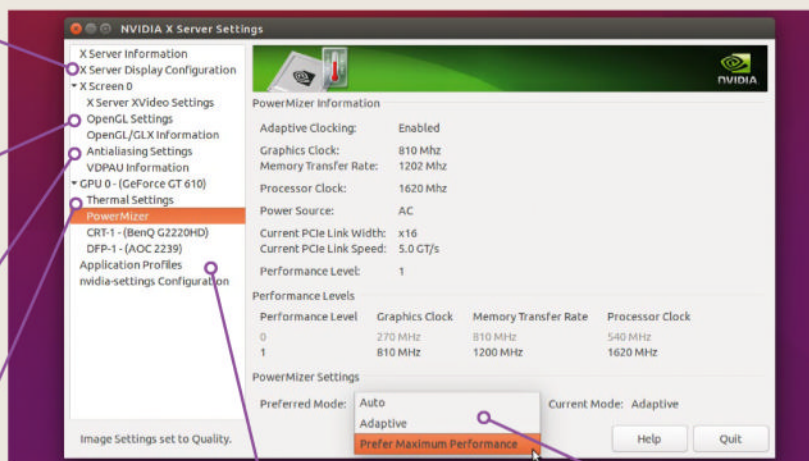 NVIDIA X Server Settings
X Server Information
X Server Display Configuration
X Screen 0
X Server XVideo Settings
OpenGL Settings
OpenGL/GLX Information
Antialiasing Settings
VDPAU Information
GPU 0 - (GeForce GT 610)
Thermal Settings
PowerMizer
CRT-1 - (BenQ G2220HD)
DFP-1 - (AOC 2239)
Application Profiles
nvidia-settings Configuration
Image Settings set to Quality.
NVIDIA
PowerMizer Information
Adaptive Clocking: Enabled
Graphics Clock: 810 Mhz
Memory Transfer Rate: 1202 Mhz
Processor Clock: 1620 Mhz
Power Source: AC
Current PCIe Link Width: x16
Current PCIe Link Speed: 5.0 GT/s
Performance Level: 1
Performance Levels
Performance Level Graphics Clock Memory Transfer Rate Processor Clock
0 270 MHz 810 MHz 540 MHz
1 810 MHz 1200 MHz 1620 MHz
PowerMizer Settings
Preferred Mode: Auto Current Mode: Adaptive
Adaptive
Prefer Maximum Performance
Help Quit